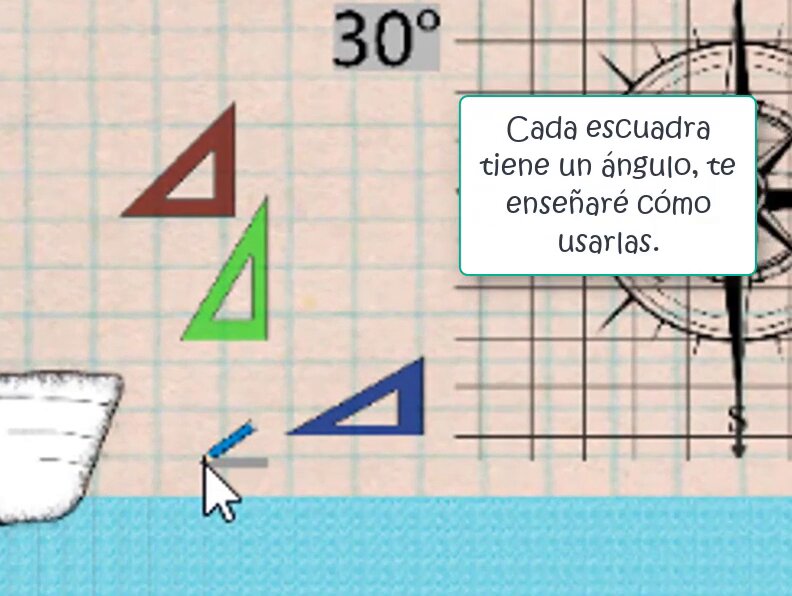 30°
Cada escuadra
tiene un ángulo, te
enseñaré cómo
usarlas.
S